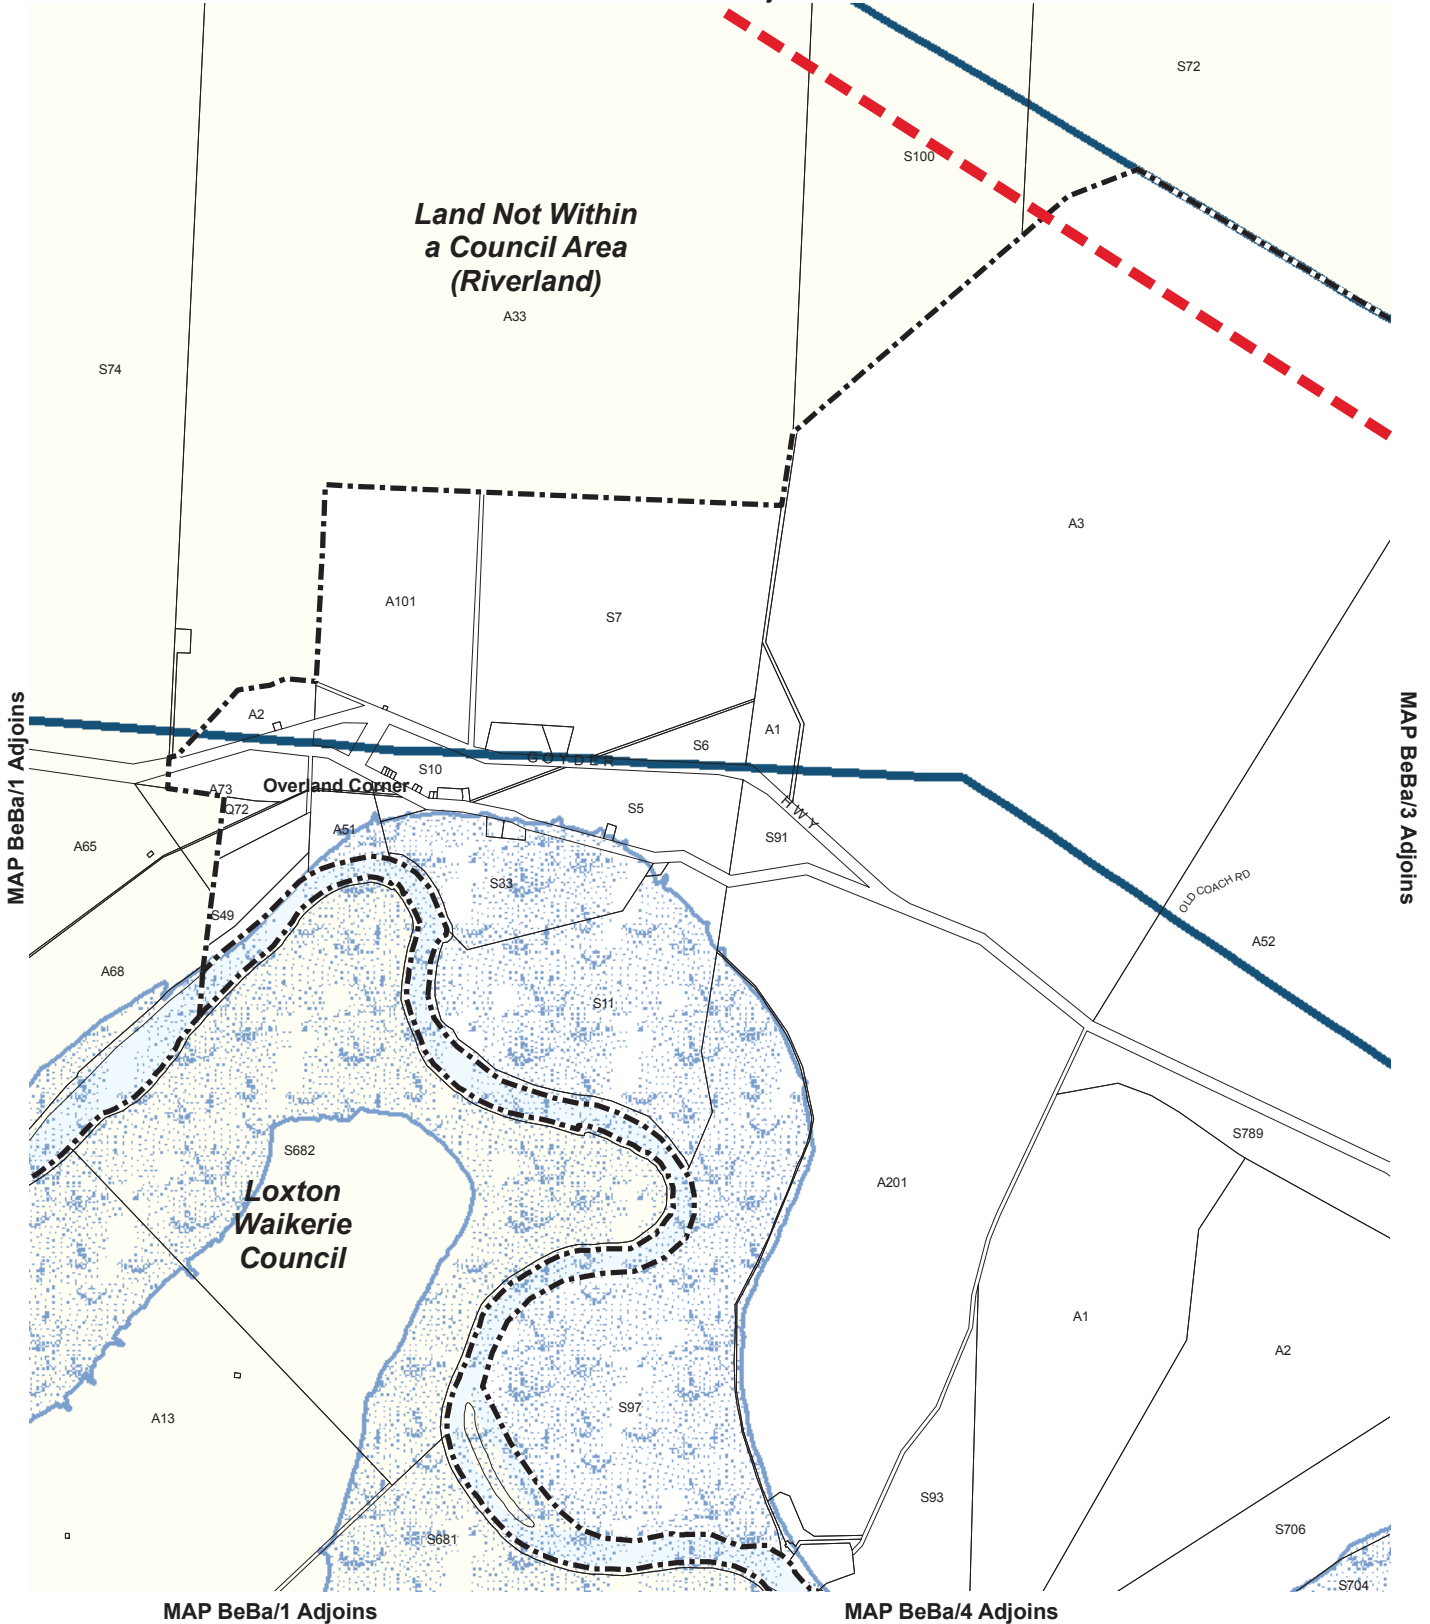 S72
S100
Land Not Within
a Council Area
(Riverland)
A33
S74
A3
A101
S7
MAP BeBa/1 Adjoins
MAP BeBa/3 Adjoins
A2
A1
S6
GOYDER
HWY
S10
Overland Corner
A73
Q72
S5
A51
S91
A65
S33
OLD COACH RD
S49
A52
A68
S11
S789
S682
A201
Loxton
Waikerie
Council
A1
A2
S97
A13
S93
S706
S681
S704
MAP BeBa/1 Adjoins
MAP BeBa/4 Adjoins